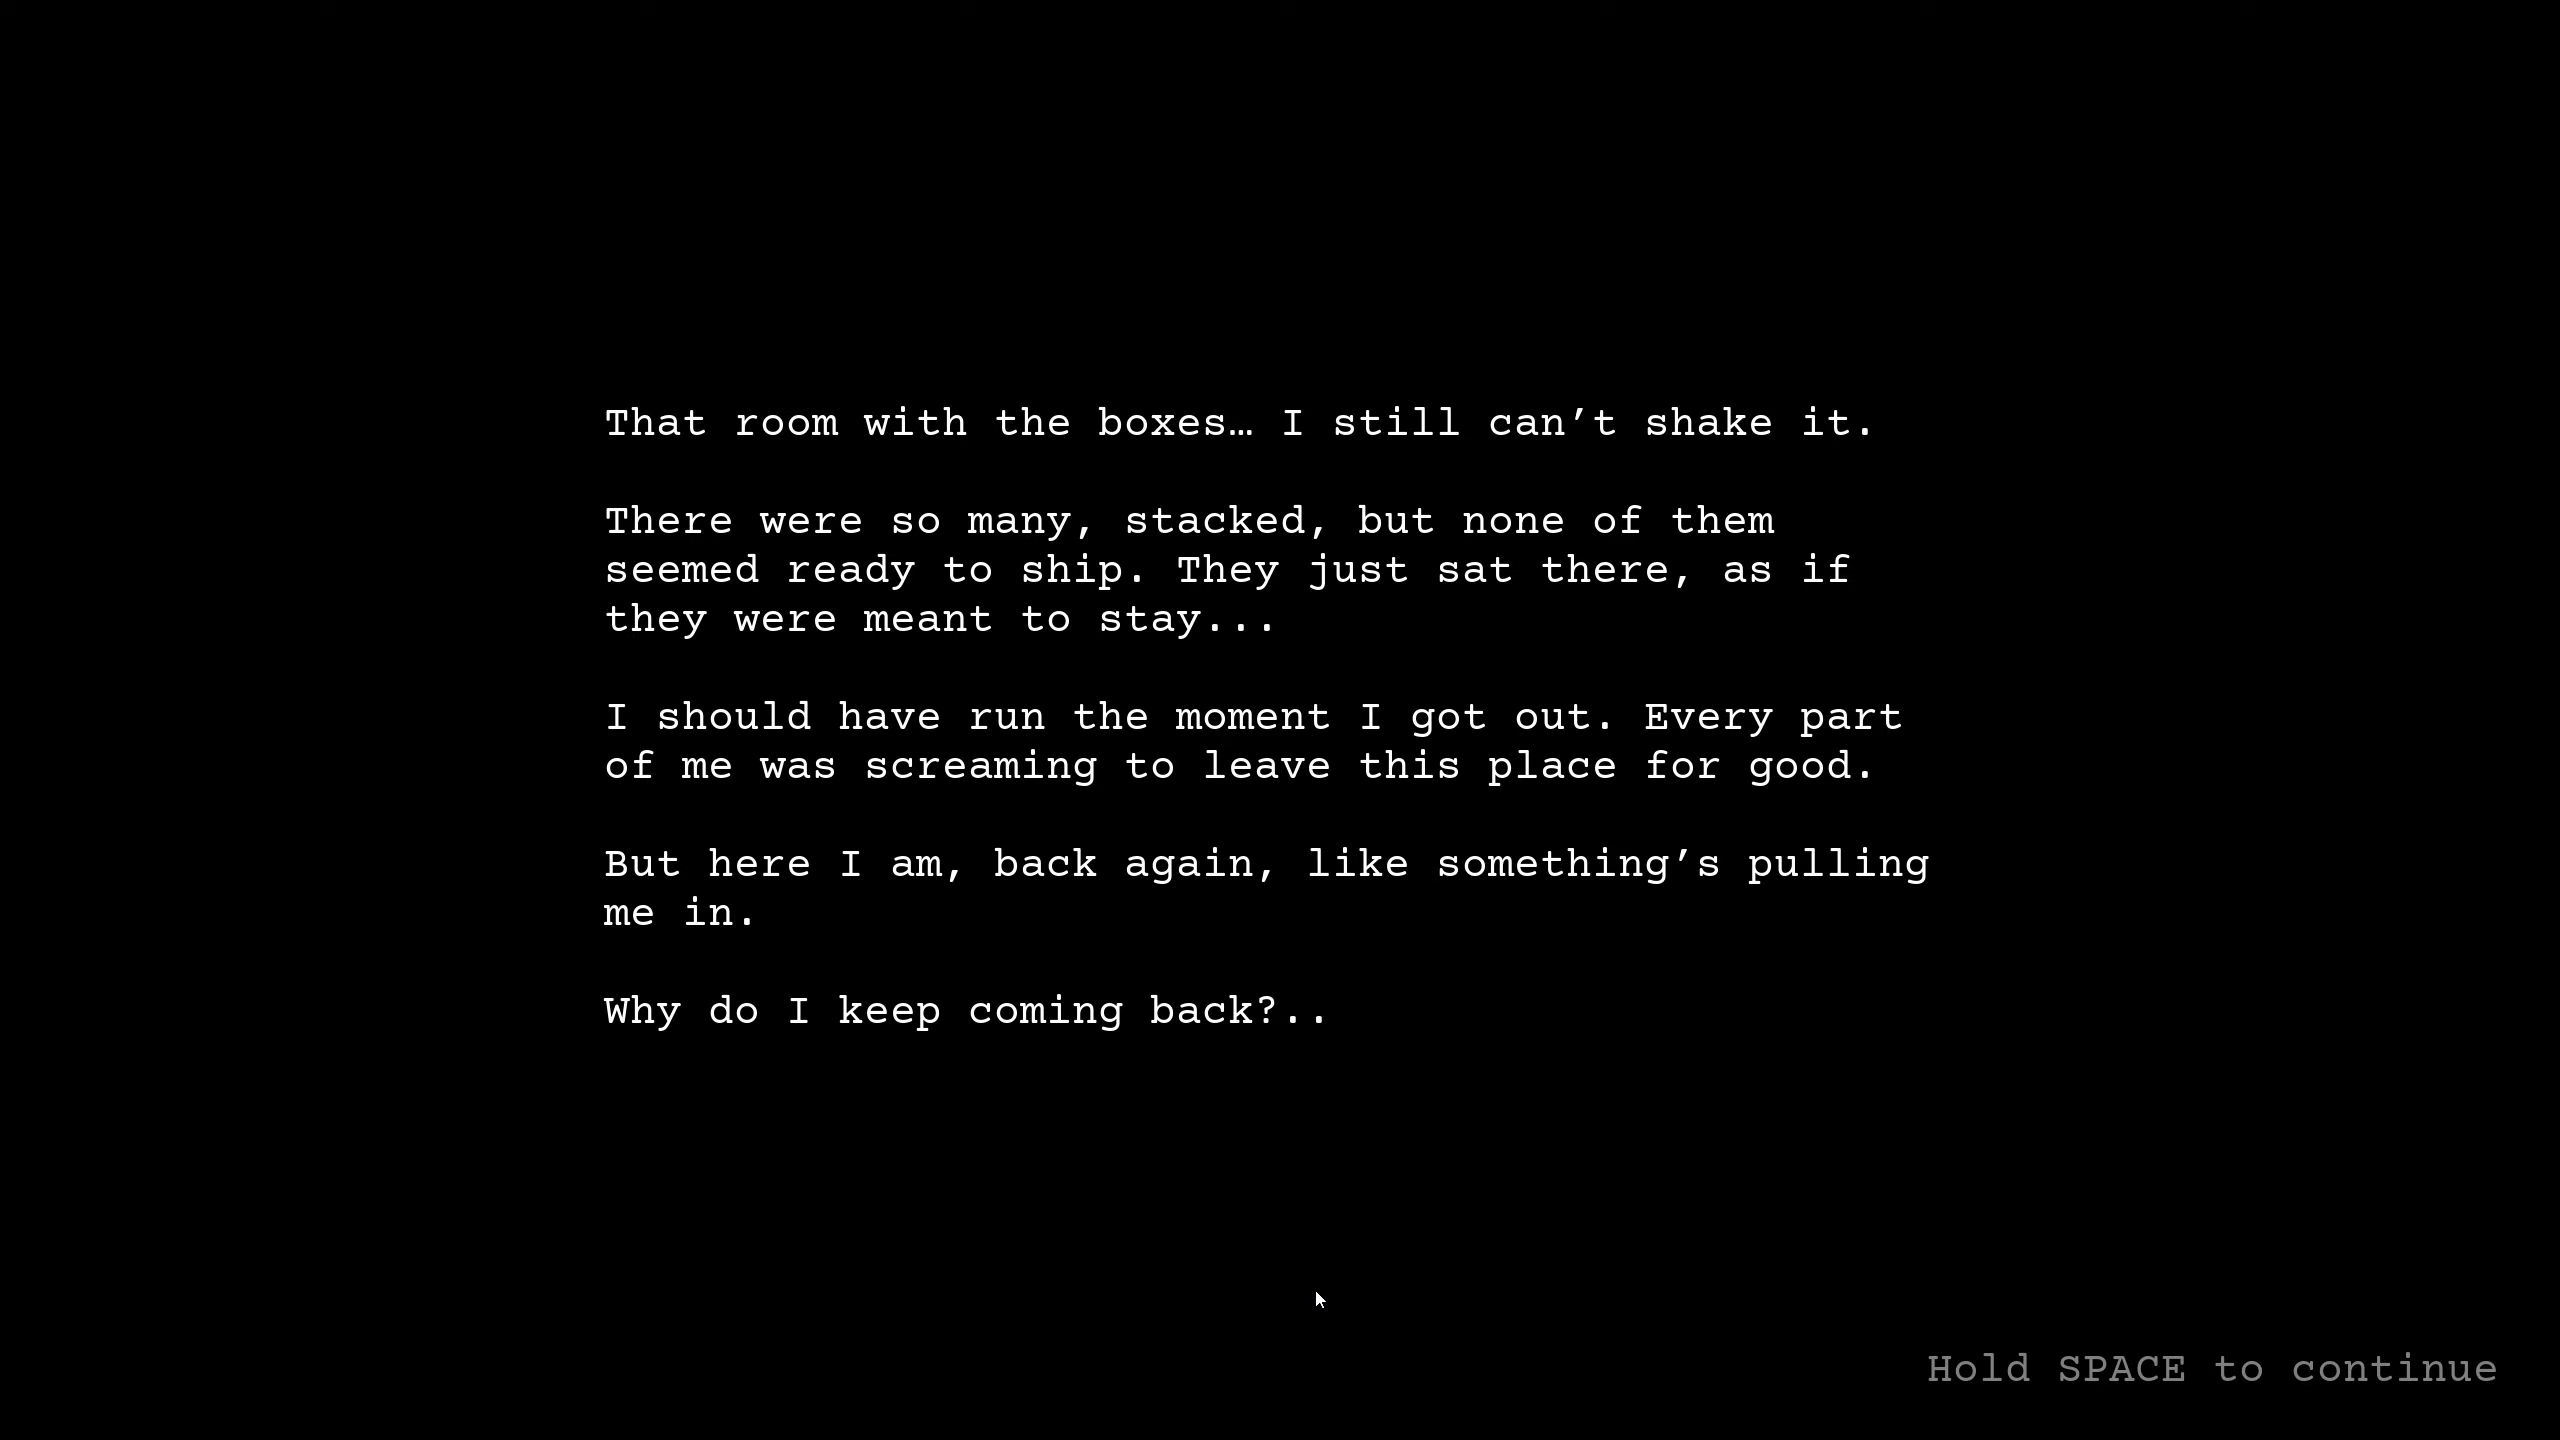 That room with the boxes… I still can’t shake it.
There were so many, stacked, but none of them
seemed ready to ship. They just sat there, as if
they were meant to stay...
I should have run the moment I got out. Every part
of me was screaming to leave this place for good.
But here I am, back again, like something’s pulling
me in.
Why do I keep coming back?..
Hold SPACE to continue